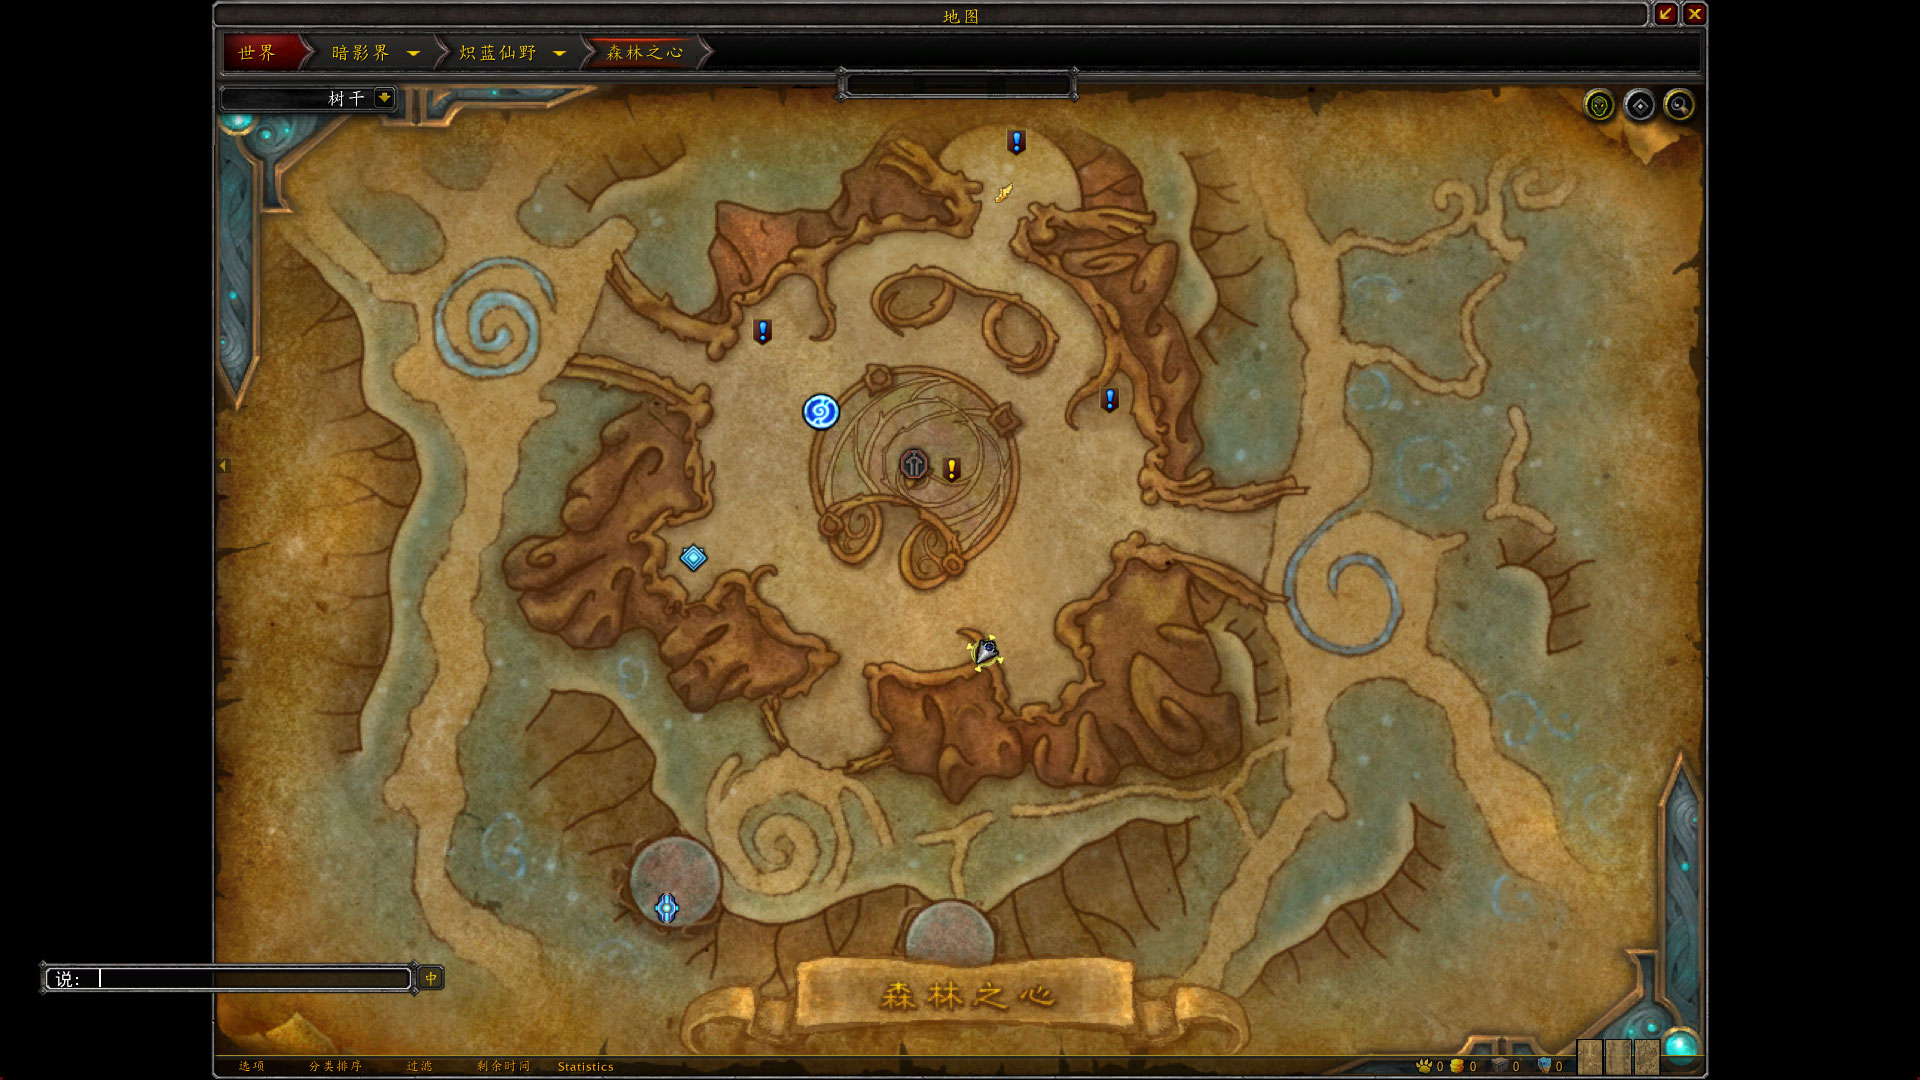 地图
世界 暗影界 炽蓝仙野 森林之心
树干
说:
中
森林之心
选项 分类排序 过滤 剩余时间 Statistics 0 0 0 0